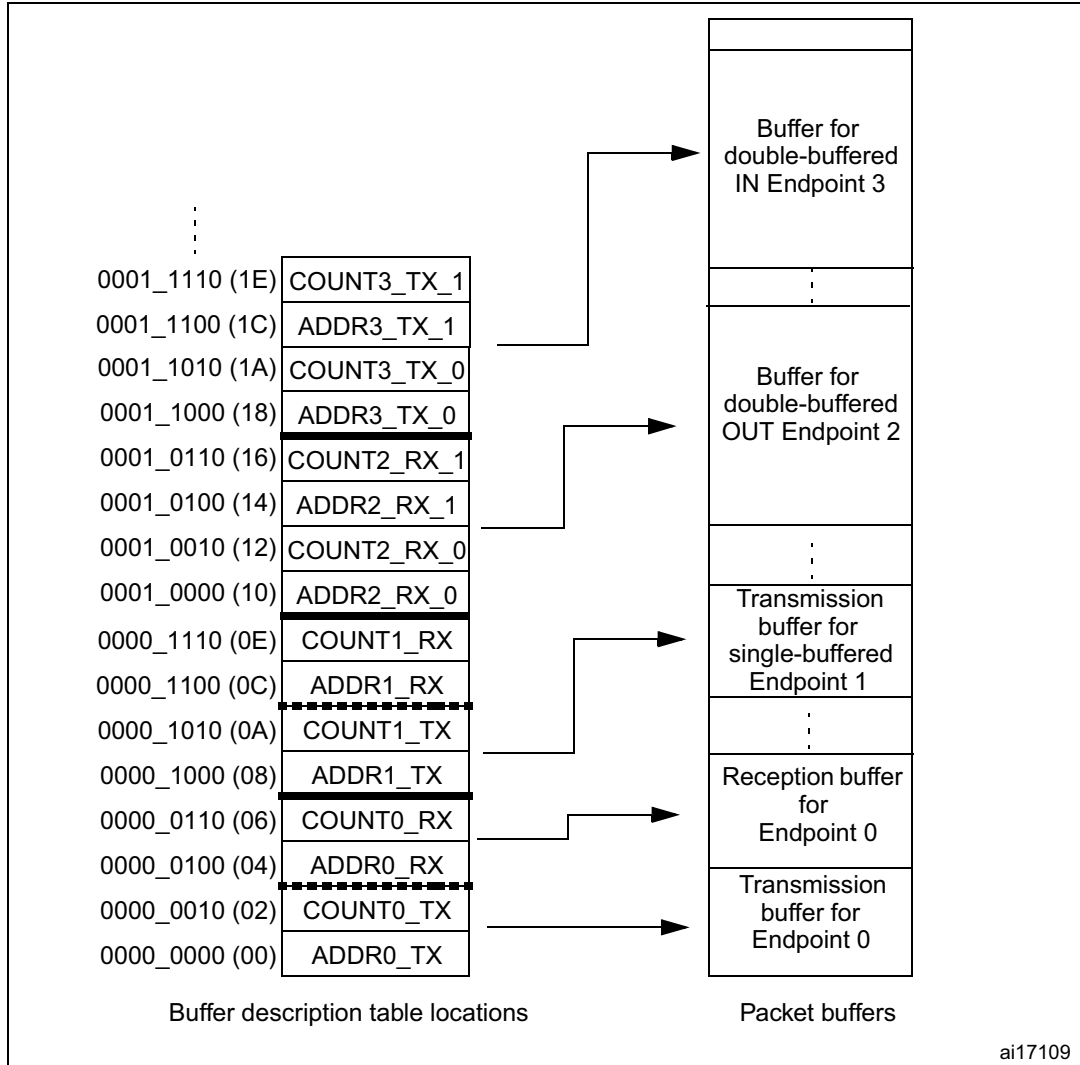 0001_1110 (1E) COUNT3_TX_1
0001_1100 (1C) ADDR3_TX_1
0001_1010 (1A) COUNT3_TX_0
0001_1000 (18) ADDR3_TX_0
0001_0110 (16) COUNT2_RX_1
0001_0100 (14) ADDR2_RX_1
0001_0010 (12) COUNT2_RX_0
0001_0000 (10) ADDR2_RX_0
0000_1110 (0E) COUNT1_RX
0000_1100 (0C) ADDR1_RX
0000_1010 (0A) COUNT1_TX
0000_1000 (08) ADDR1_TX
0000_0110 (06) COUNT0_RX
0000_0100 (04) ADDR0_RX
0000_0010 (02) COUNT0_TX
0000_0000 (00) ADDR0_TX
Buffer description table locations
Buffer for
double-buffered
IN Endpoint 3
Buffer for
double-buffered
OUT Endpoint 2
Transmission
buffer for
single-buffered
Endpoint 1
Reception buffer
for
Endpoint 0
Transmission
buffer for
Endpoint 0
Packet buffers
ai17109